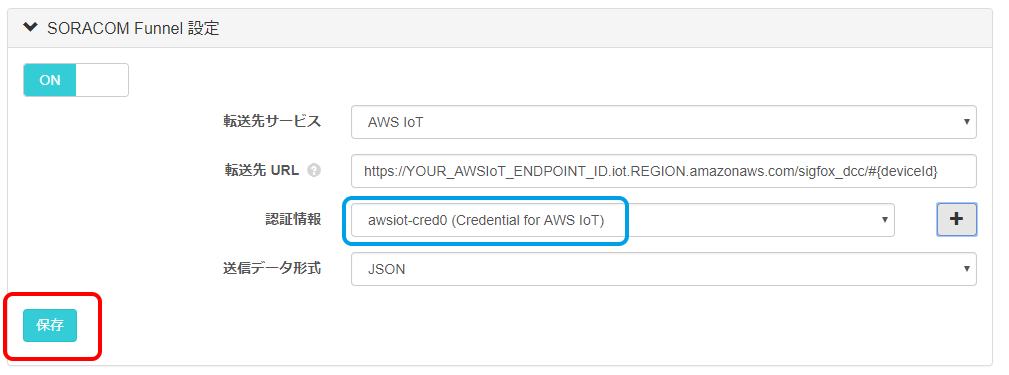 SORACOM Funnel 設定
ON
転送先サービス
AWS IoT
転送先 URL
https://YOUR_AWSIoT_ENDPOINT_ID.iot.REGION.amazonaws.com/sigfox_dcc/#{deviceId}
認証情報
awsiot-cred0 (Credential for AWS IoT)
送信データ形式
JSON
保存